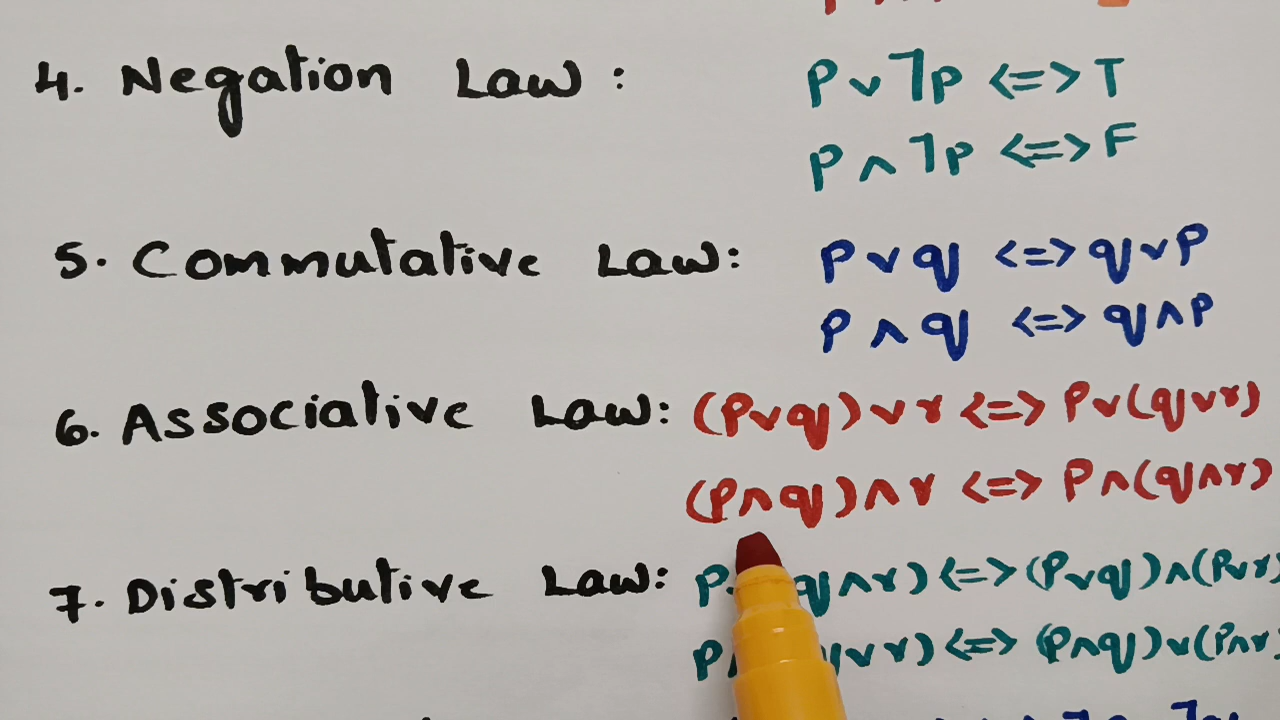 4. Negation Law : P ∨ ⅂p <=> T
P ∧ ⅂p <=> F
5. Commutative Law: P ∨ q <=> q ∨ P
P ∧ q <=> q ∧ P
6. Associative Law: (P ∨ q) ∨ r <=> P ∨ (q ∨ r)
(P ∧ q) ∧ r <=> P ∧ (q ∧ r)
7. Distributive Law: P q ∧ r) <=> (P ∨ q) ∧ (P ∨ r)
P ∨ r) <=> (P ∧ q) ∨ (P ∧ r)